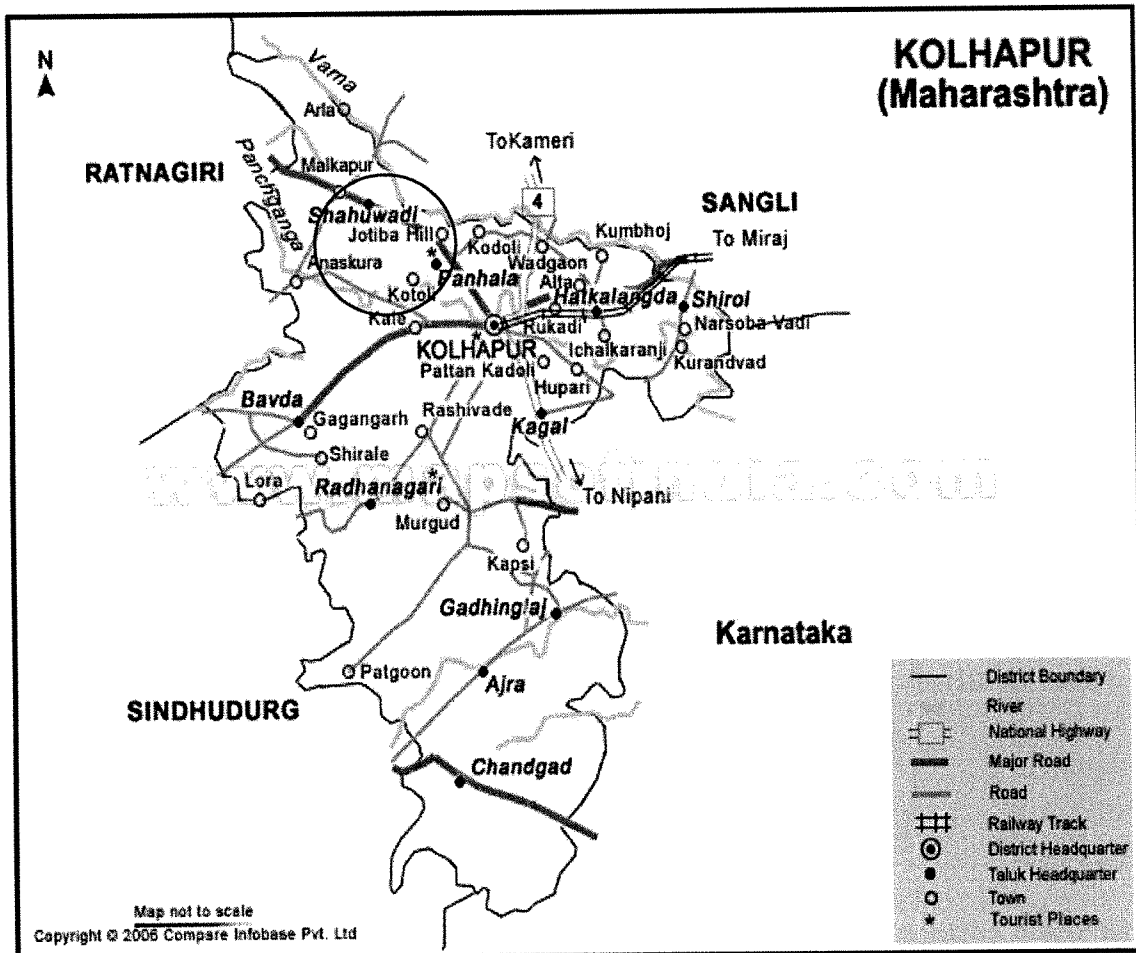 KOLHAPUR
(Maharashtra)
N
Varna
Arla
ToKameri
RATNAGIRI
Panchganga
Malkapur
4
SANGLI
Shahuwadi
Jotiba Hill
Kodoli
Kumbhoj
To Miraj
Wadgaon
Anaskura
Panhala
Alta
Kotoli
Hatkalangda
Shirol
Kale
Rukadi
Narsoba Vadi
KOLHAPUR
Ichalkaranji
Pattan Kadoli
Kurandvad
Hupari
Bavda
Gagangarh
Rashivade
Kagal
Shirale
www.mapsofindia.com
Lora
Radhanagari
To Nipani
Murgud
Kapsi
Gadhinglaj
Karnataka
Patgoon
Ajra
SINDHUDURG
Chandgad
District Boundary
River
National Highway
Major Road
Road
Railway Track
District Headquarter
Taluk Headquarter
Town
Tourist Places
Map not to scale
Copyright © 2006 Compare Infobase Pvt. Ltd